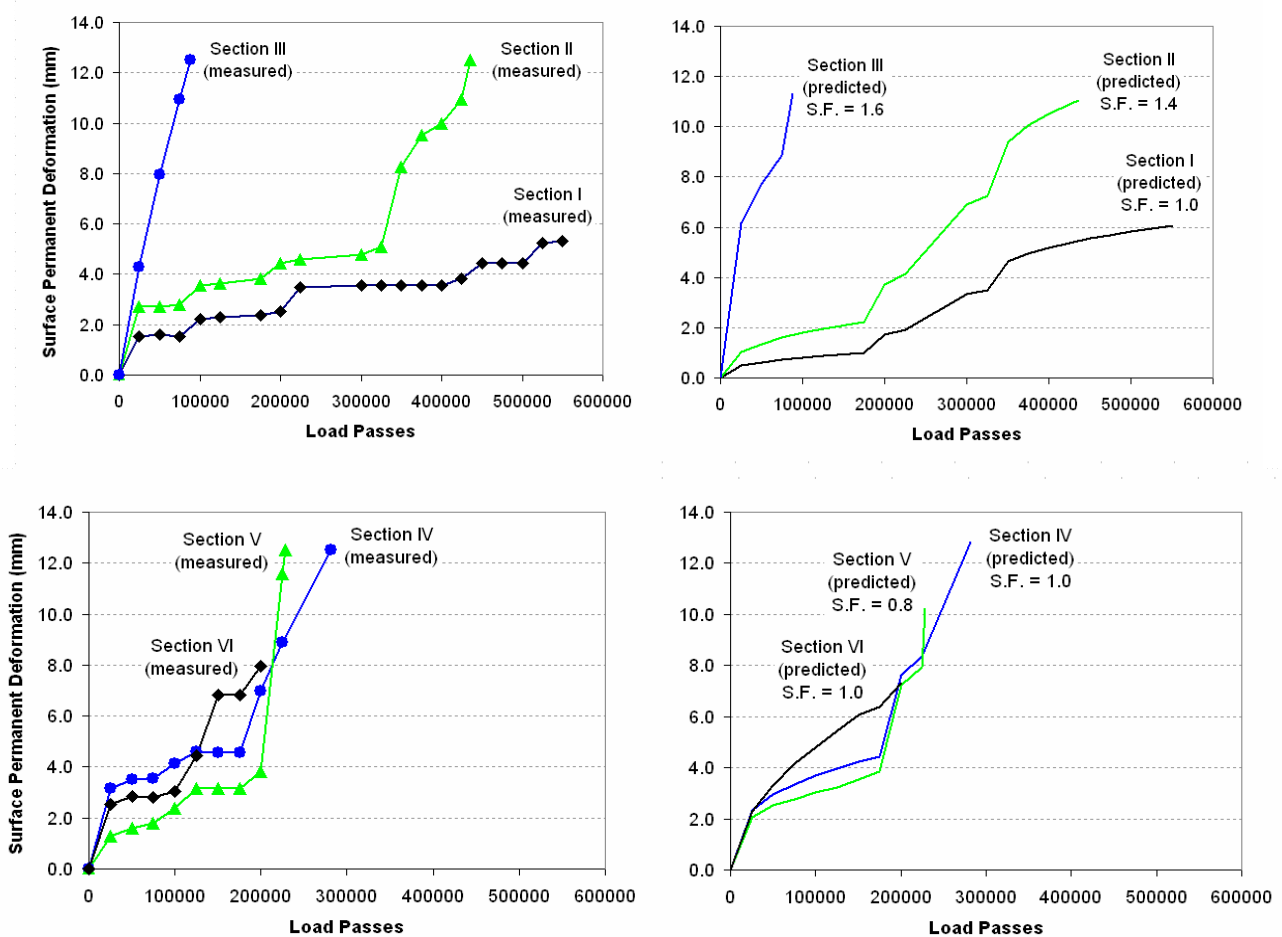 Surface Permanent Deformation (mm)
14.0
12.0
10.0
8.0
6.0
4.0
2.0
0.0
Section III
(measured)
Section II
(measured)
Section I
(measured)
0 100000 200000 300000 400000 500000 600000
Load Passes
14.0
12.0
10.0
8.0
6.0
4.0
2.0
0.0
Section III
(predicted)
S.F. = 1.6
Section II
(predicted)
S.F. = 1.4
Section I
(predicted)
S.F. = 1.0
0 100000 200000 300000 400000 500000 600000
Load Passes
Surface Permanent Deformation (mm)
14.0
12.0
10.0
8.0
6.0
4.0
2.0
0.0
Section V
(measured)
Section IV
(measured)
Section VI
(measured)
0 100000 200000 300000 400000 500000 600000
Load Passes
14.0
12.0
10.0
8.0
6.0
4.0
2.0
0.0
Section IV
(predicted)
S.F. = 1.0
Section V
(predicted)
S.F. = 0.8
Section VI
(predicted)
S.F. = 1.0
0 100000 200000 300000 400000 500000 600000
Load Passes